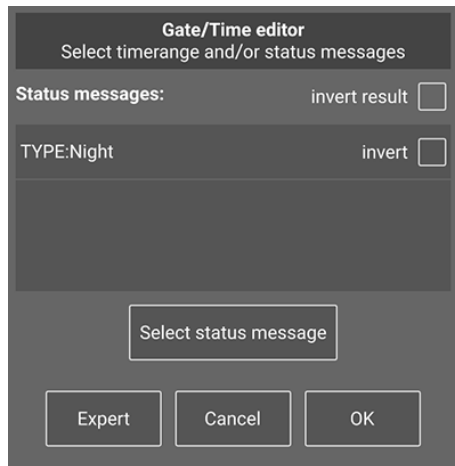 Gate/Time editor
Select timerange and/or status messages
Status messages: invert result
TYPE:Night invert
Select status message
Expert Cancel OK